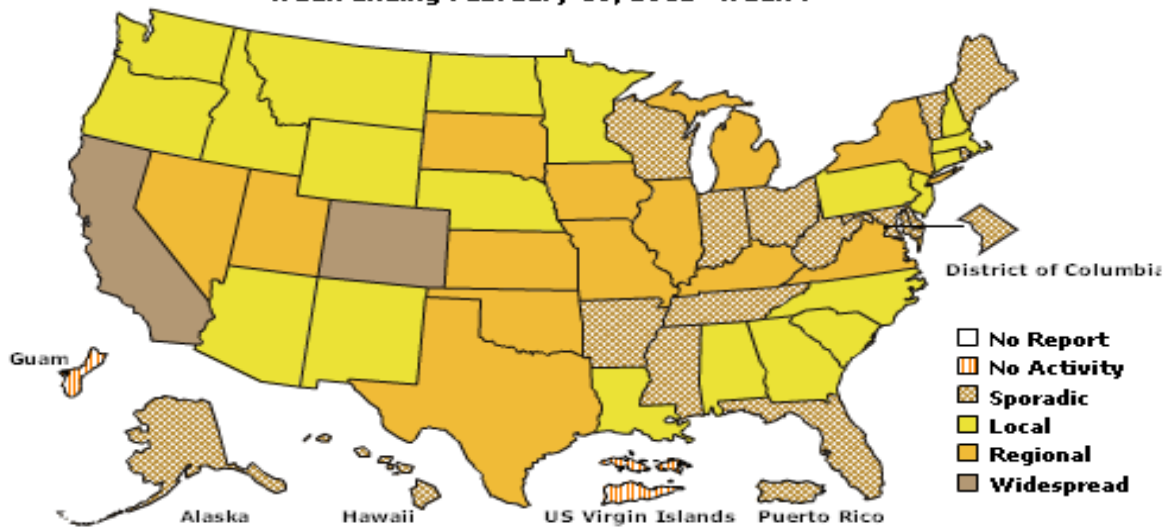 District of Columbia
Guam
No Report
No Activity
Sporadic
Local
Regional
Widespread
Alaska
Hawaii
US Virgin Islands
Puerto Rico